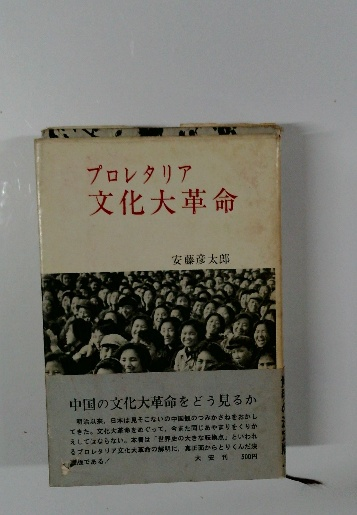 プロレタリア
文化大革命
安藤彦太郎
中国の文化大革命をどう見るか
明治以来、日本は見そこないの中国観のつみかさねをおかし
てきた。文化大革命をめぐって、今また同じあやまりをくりか
えしてはならない。本書は「世界史の大きな転換点」といわれ
るプロレタリア文化大革命の解明に、真正面からとりくんだ
である！
大安刊 500円